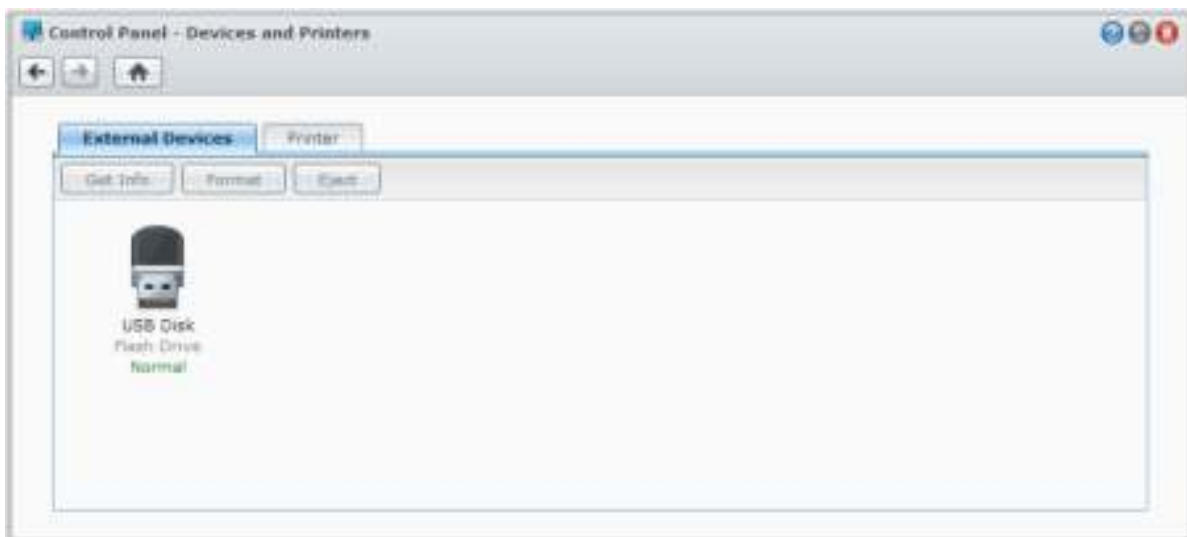 Control Panel - Devices and Printers
External Devices Printer
Get Info Format Eject
USB Disk
Flash Drive
Normal